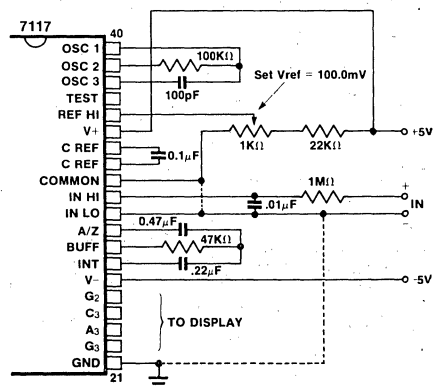 7117
40
OSC 1
OSC 2
OSC 3
TEST
REF HI
V+
C REF
C REF
COMMON
IN HI
IN LO
A/Z
BUFF
INT
V−
G2
C3
A3
G3
GND
21
100KΩ
100pF
Set Vref = 100.0mV
1KΩ
22KΩ
+5V
0.1µF
1MΩ
+
.01µF
IN
−
0.47µF
47KΩ
.22µF
−5V
TO DISPLAY